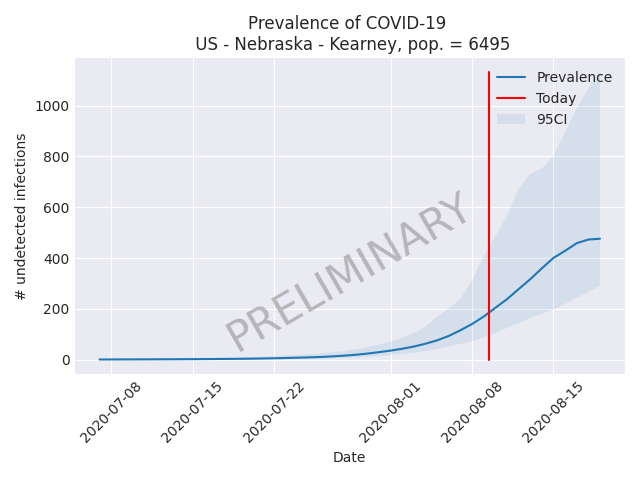 Prevalence of COVID-19
US - Nebraska - Kearney, pop. = 6495
Prevalence
Today
95CI
# undetected infections
1000
800
600
400
200
0
PRELIMINARY
2020-07-08
2020-07-15
2020-07-22
2020-08-01
2020-08-08
2020-08-15
Date